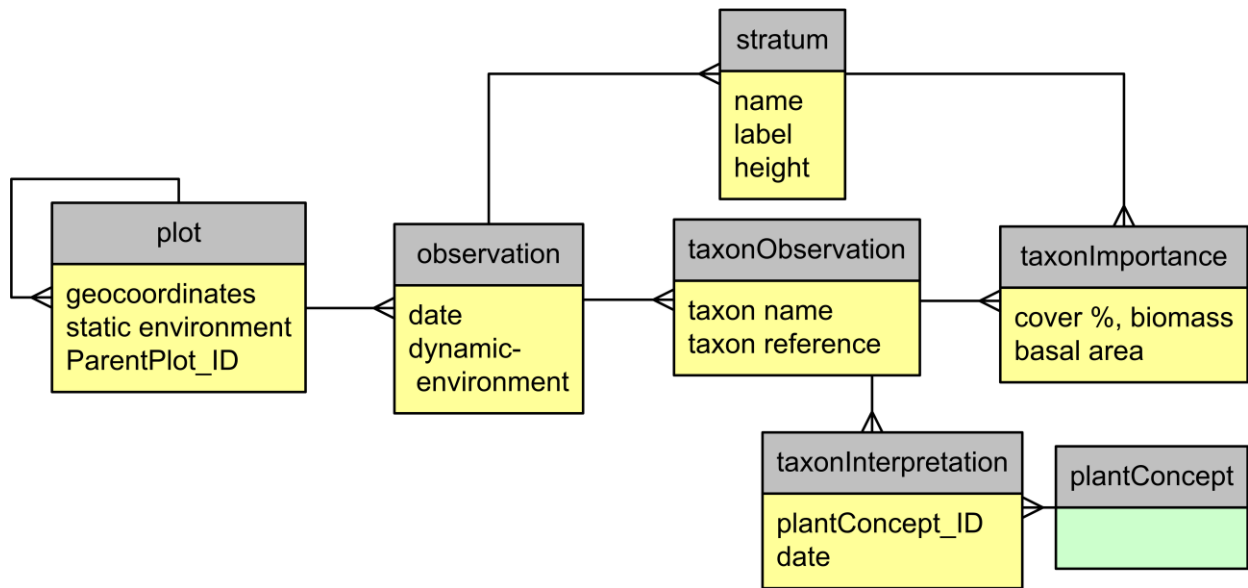 stratum
name
label
height
plot
geocoordinates
static environment
ParentPlot_ID
observation
date
dynamic-
environment
taxonObservation
taxon name
taxon reference
taxonImportance
cover %, biomass
basal area
taxonInterpretation
plantConcept_ID
date
plantConcept